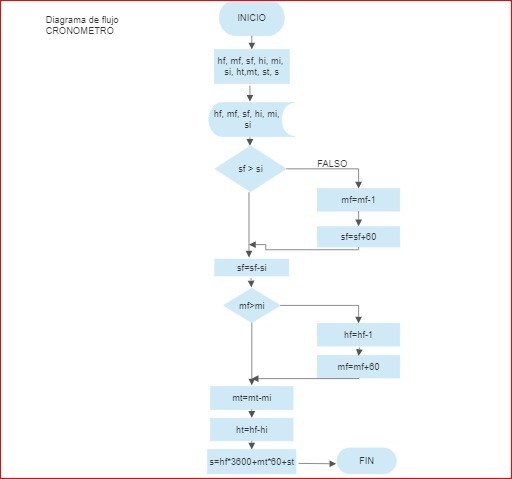 Diagrama de flujo
CRONOMETRO
INICIO
hf, mf, sf, hi, mi,
si, ht,mt, st, s
hf, mf, sf, hi, mi,
si
sf > si
FALSO
mf=mf-1
sf=sf+60
sf=sf-si
mf>mi
hf=hf-1
mf=mf+60
mt=mt-mi
ht=hf-hi
s=hf*3600+mt*60+st
FIN